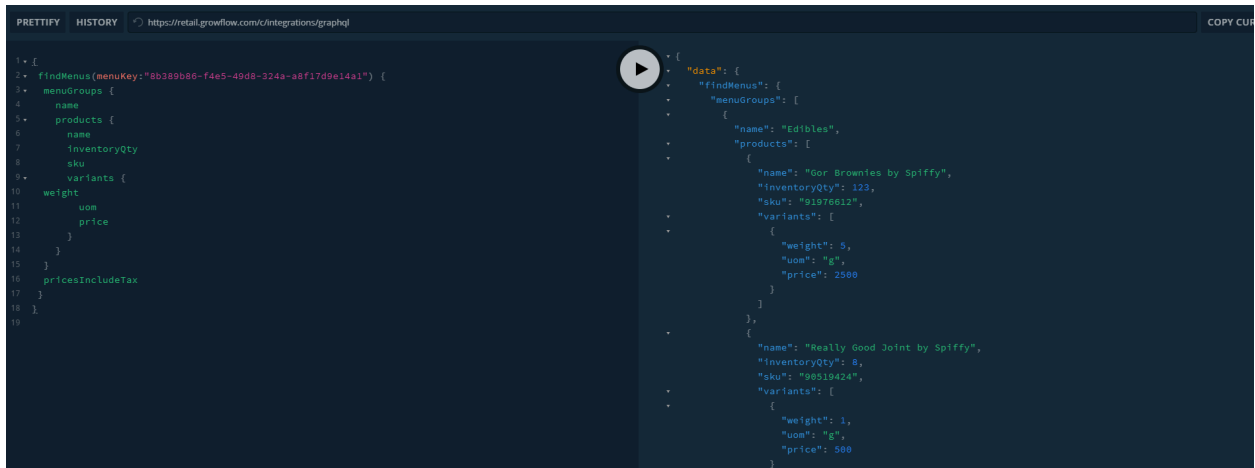 PRETTIFY HISTORY https://retail.growflow.com/c/integrations/graphql COPY CUR
1 {
2 findMenus(menuKey:"8b389b86-f4e5-49d8-324a-a8f17d9e14a1") {
3 menuGroups {
4 name
5 products {
6 name
7 inventoryQty
8 sku
9 variants {
10 weight
11 uom
12 price
13 }
14 }
15 }
16 pricesIncludeTax
17 }
18 }
19
{
"data": {
"findMenus": {
"menuGroups": [
{
"name": "Edibles",
"products": [
{
"name": "Gor Brownies by Spiffy",
"inventoryQty": 123,
"sku": "91976612",
"variants": [
{
"weight": 5,
"uom": "g",
"price": 2500
}
]
},
{
"name": "Really Good Joint by Spiffy",
"inventoryQty": 8,
"sku": "90519424",
"variants": [
{
"weight": 1,
"uom": "g",
"price": 500
}